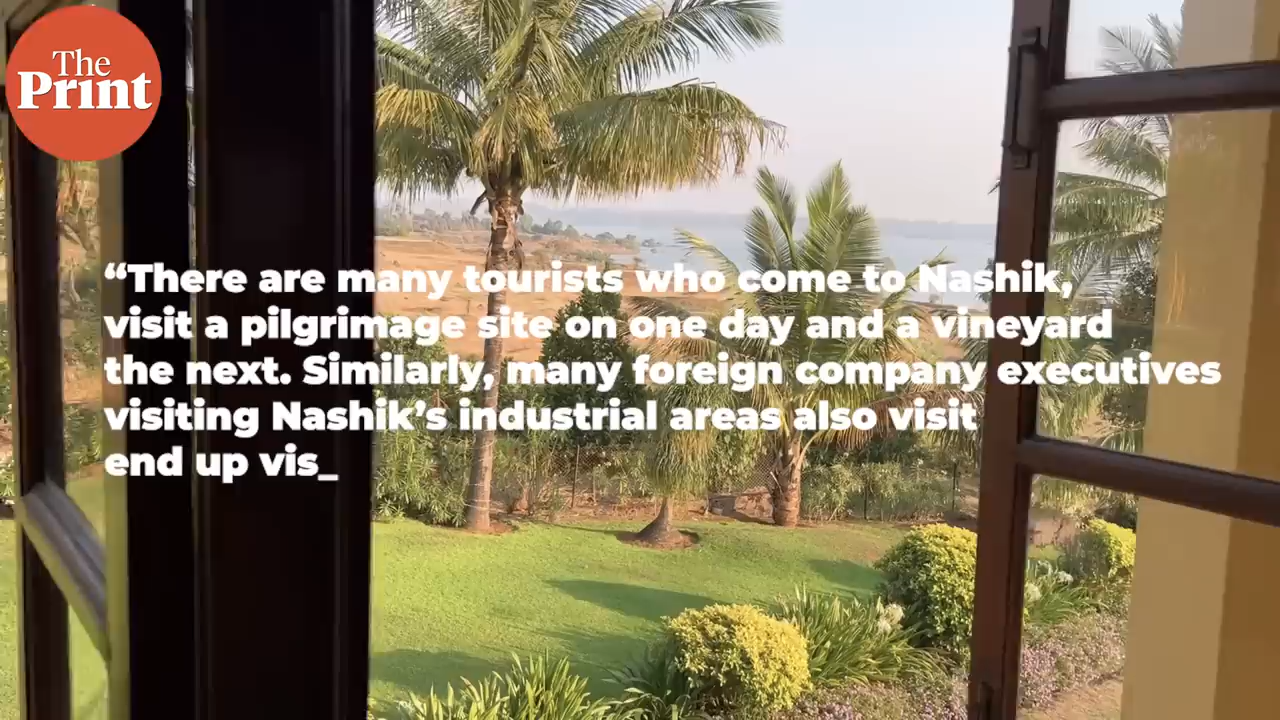 The
Print
“There are many tourists who come to Nashik,
visit a pilgrimage site on one day and a vineyard
the next. Similarly, many foreign company executives
visiting Nashik’s industrial areas also visit
end up vis_